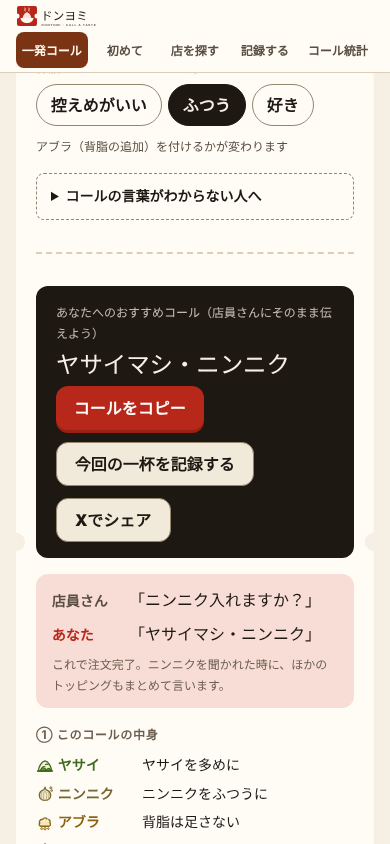 ドンヨミ
一発コール 初めて 店を探す 記録する コール統計
控えめがいい ふつう 好き
アブラ（背脂の追加）を付けるかが変わります
▶ コールの言葉がわからない人へ
あなたへのおすすめコール（店員さんにそのまま伝
えよう）
ヤサイマシ・ニンニク
コールをコピー
今回の一杯を記録する
Xでシェア
店員さん 「ニンニク入れますか？」
あなた 「ヤサイマシ・ニンニク」
これで注文完了。ニンニクを聞かれた時に、ほかの
トッピングもまとめて言います。
① このコールの中身
ヤサイ ヤサイを多めに
ニンニク ニンニクをふつうに
アブラ 背脂は足さない